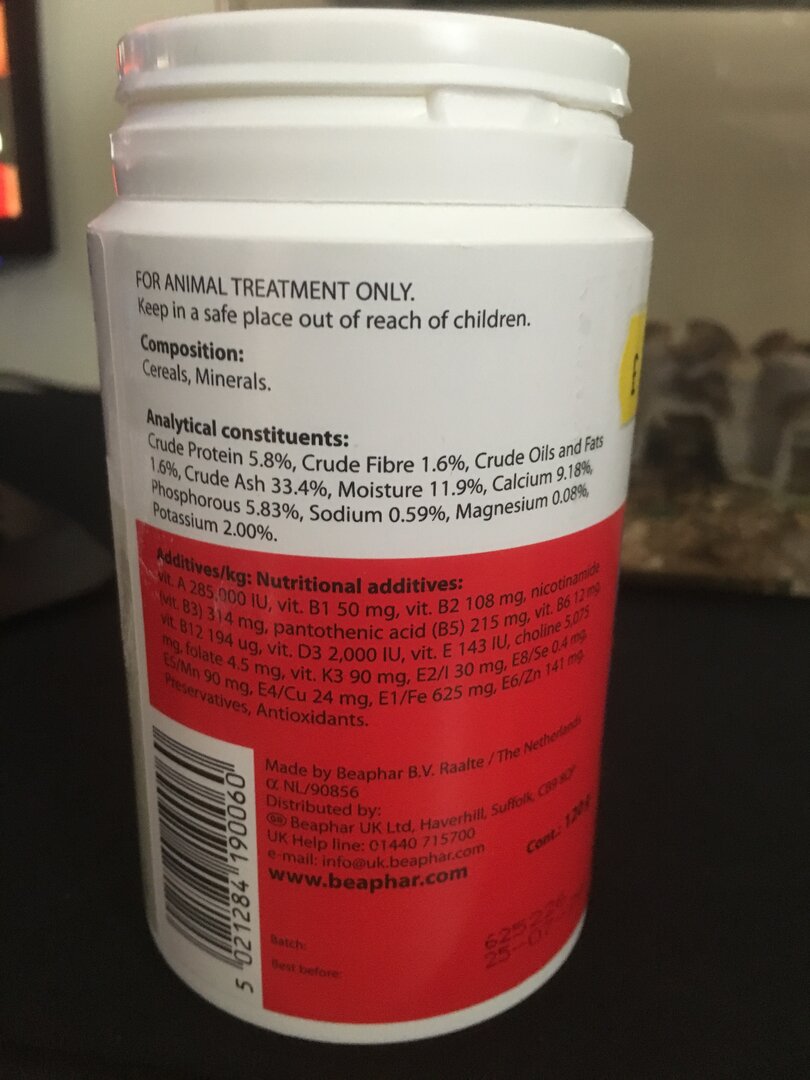 FOR ANIMAL TREATMENT ONLY.
Keep in a safe place out of reach of children.
Composition:
Cereals, Minerals.
Analytical constituents:
Crude Protein 5.8%, Crude Fibre 1.6%, Crude Oils and Fats
1.6%, Crude Ash 33.4%, Moisture 11.9%, Calcium 9.18%,
Phosphorous 5.83%, Sodium 0.59%, Magnesium 0.08%,
Potassium 2.00%.
Additives/kg: Nutritional additives:
vit. A 285,000 IU, vit. B1 50 mg, vit. B2 108 mg, nicotinamide
(vit. B3) 314 mg, pantothenic acid (B5) 215 mg, vit. B6 12 mg,
vit. B12 194 ug, vit. D3 2,000 IU, vit. E 143 IU, choline 5,075
mg, folate 4.5 mg, vit. K3 90 mg, E2/I 30 mg, E8/Se 0.4 mg,
E5/Mn 90 mg, E4/Cu 24 mg, E1/Fe 625 mg, E6/Zn 141 mg.
Preservatives, Antioxidants.
Made by Beaphar B.V. Raalte / The Netherlands
α NL/90856
Distributed by:
GB Beaphar UK Ltd, Haverhill, Suffolk, CB9 8QP
UK Help line: 01440 715700
e-mail: info@uk.beaphar.com
www.beaphar.com
Cont.: 120
Batch:
Best before:
5 021284 190060